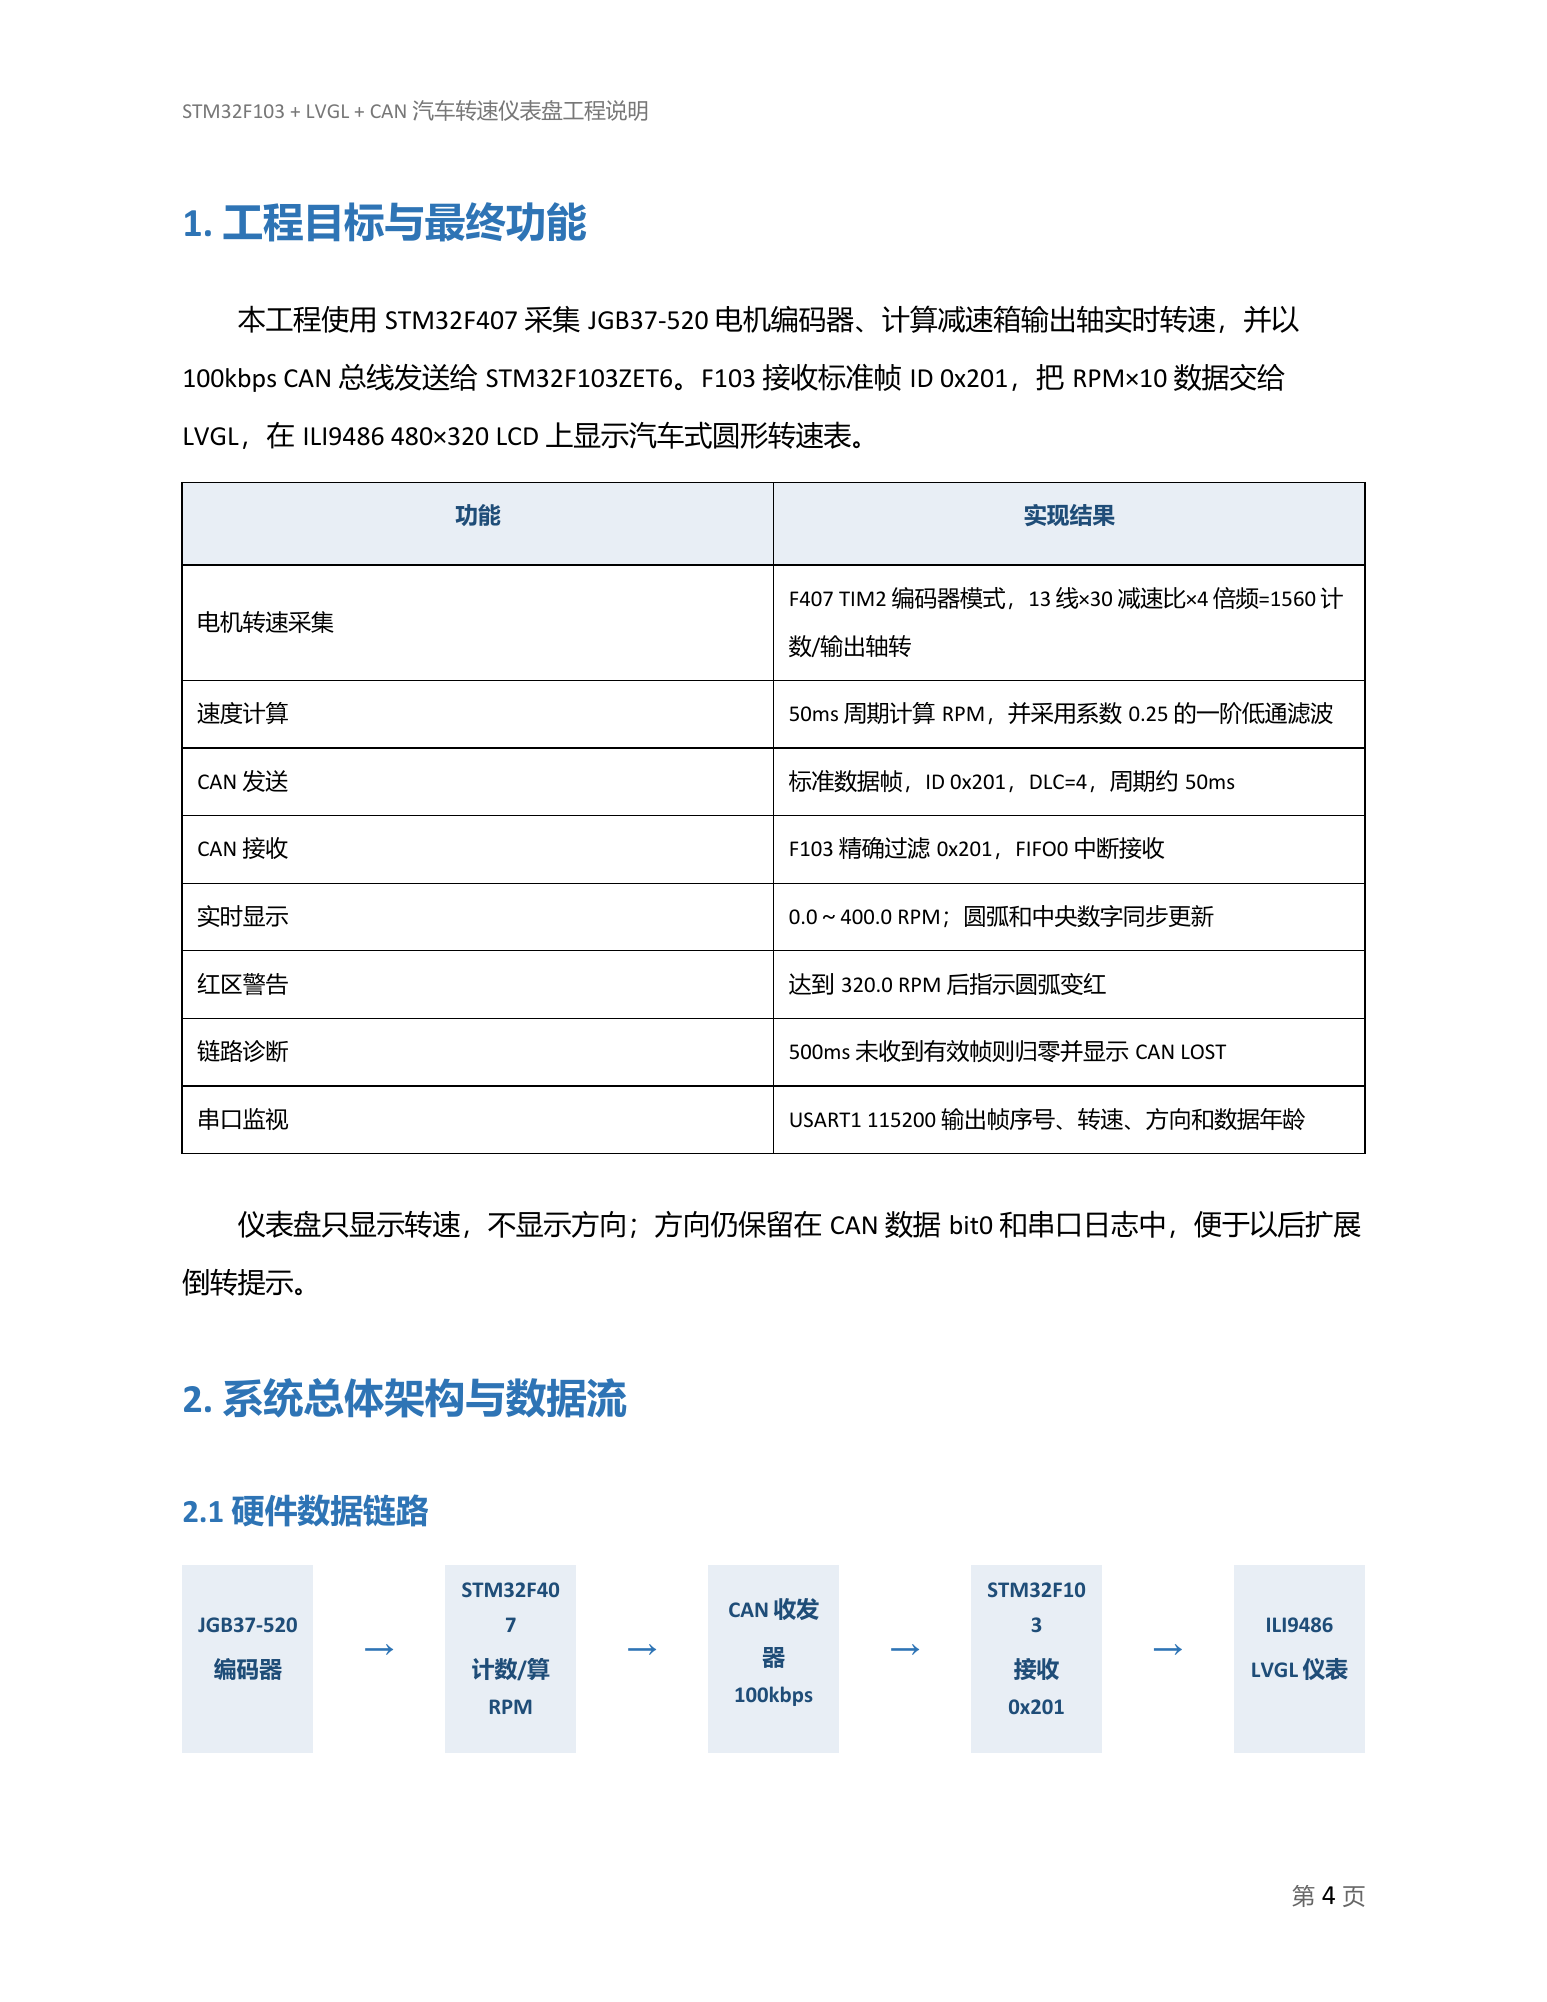 STM32F103 + LVGL + CAN 汽车转速仪表盘工程说明
1. 工程目标与最终功能
本工程使用 STM32F407 采集 JGB37-520 电机编码器、计算减速箱输出轴实时转速，并以
100kbps CAN 总线发送给 STM32F103ZET6。F103 接收标准帧 ID 0x201，把 RPM×10 数据交给
LVGL，在 ILI9486 480×320 LCD 上显示汽车式圆形转速表。
功能 实现结果
电机转速采集 F407 TIM2 编码器模式，13 线×30 减速比×4 倍频=1560 计
数/输出轴转
速度计算 50ms 周期计算 RPM，并采用系数 0.25 的一阶低通滤波
CAN 发送 标准数据帧，ID 0x201，DLC=4，周期约 50ms
CAN 接收 F103 精确过滤 0x201，FIFO0 中断接收
实时显示 0.0～400.0 RPM；圆弧和中央数字同步更新
红区警告 达到 320.0 RPM 后指示圆弧变红
链路诊断 500ms 未收到有效帧则归零并显示 CAN LOST
串口监视 USART1 115200 输出帧序号、转速、方向和数据年龄
仪表盘只显示转速，不显示方向；方向仍保留在 CAN 数据 bit0 和串口日志中，便于以后扩展
倒转提示。
2. 系统总体架构与数据流
2.1 硬件数据链路
JGB37-520
编码器
→
STM32F40
7
计数/算
RPM
→
CAN 收发
器
100kbps
→
STM32F10
3
接收
0x201
→
ILI9486
LVGL 仪表
第 4 页